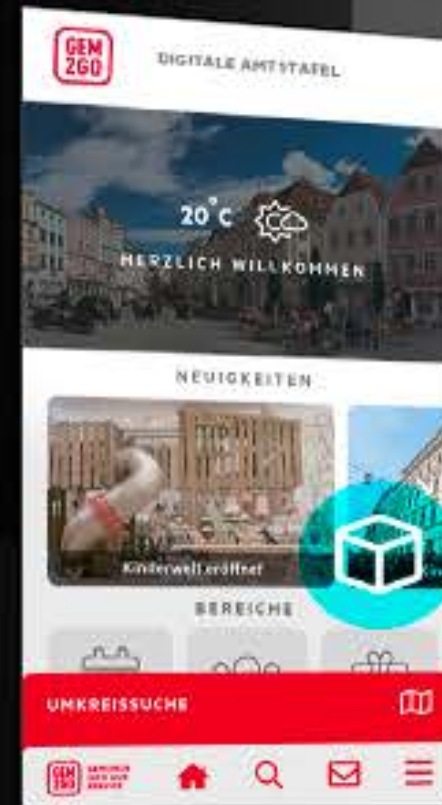 GEM
2GO
DIGITALE AMTSTAFEL
20°C
HERZLICH WILLKOMMEN
NEUIGKEITEN
Kinderwelt eröffnet
BEREICHE
UMKREISSUCHE
GEM
2GO